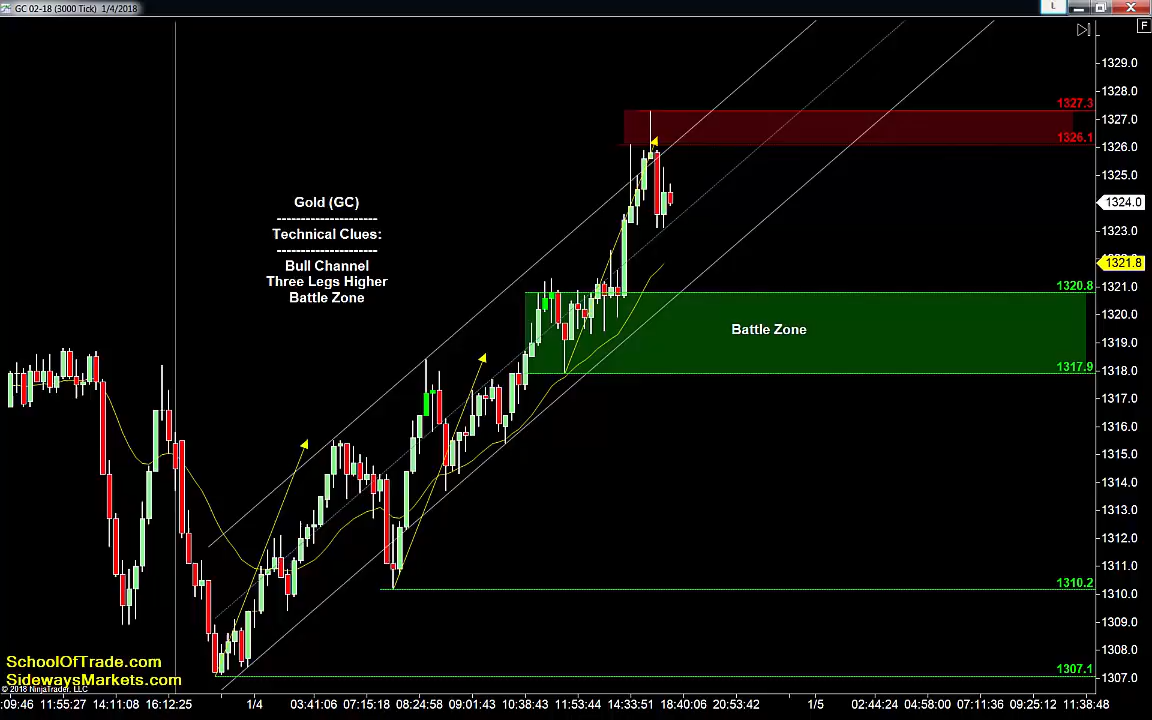 GC 02-18 (3000 Tick) 1/4/2018
L
F
1329.0
1328.0
1327.3
1327.0
1326.1
1326.0
1325.0
1324.0
1323.0
1321.8
1321.0
1320.8
1320.0
1319.0
1318.0
1317.9
1317.0
1316.0
1315.0
1314.0
1313.0
1312.0
1311.0
1310.2
1310.0
1309.0
1308.0
1307.1
1307.0
Gold (GC)
----------------------
Technical Clues:
----------------------
Bull Channel
Three Legs Higher
Battle Zone
Battle Zone
SchoolOfTrade.com
SidewaysMarkets.com
© 2018 NinjaTrader, LLC
:09:46 11:55:27 14:11:08 16:12:25 1/4 03:41:06 07:15:18 08:24:58 09:01:43 10:38:43 11:53:44 14:33:51 18:40:06 20:53:42 1/5 02:44:24 04:58:00 07:11:36 09:25:12 11:38:48